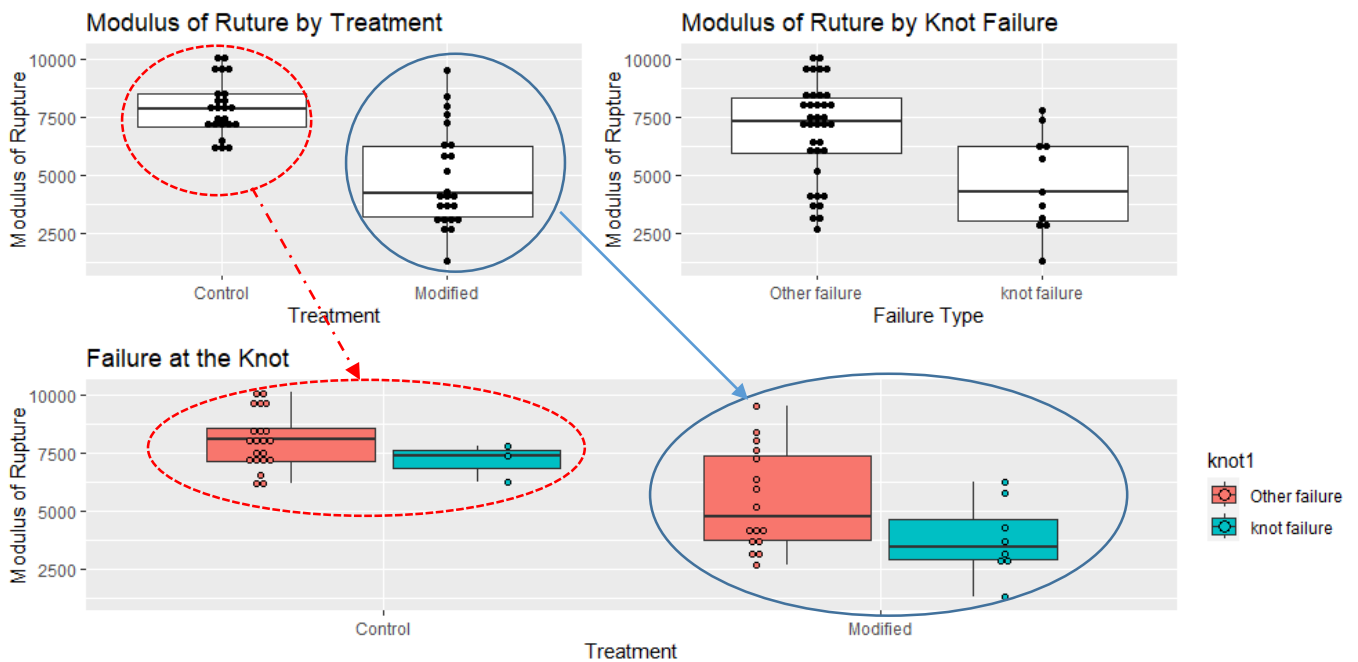 Modulus of Ruture by Treatment
Modulus of Rupture
10000
7500
5000
2500
Control
Modified
Treatment
Modulus of Ruture by Knot Failure
Modulus of Rupture
10000
7500
5000
2500
Other failure
knot failure
Failure Type
Failure at the Knot
Modulus of Rupture
10000
7500
5000
2500
Control
Modified
Treatment
knot1
Other failure
knot failure